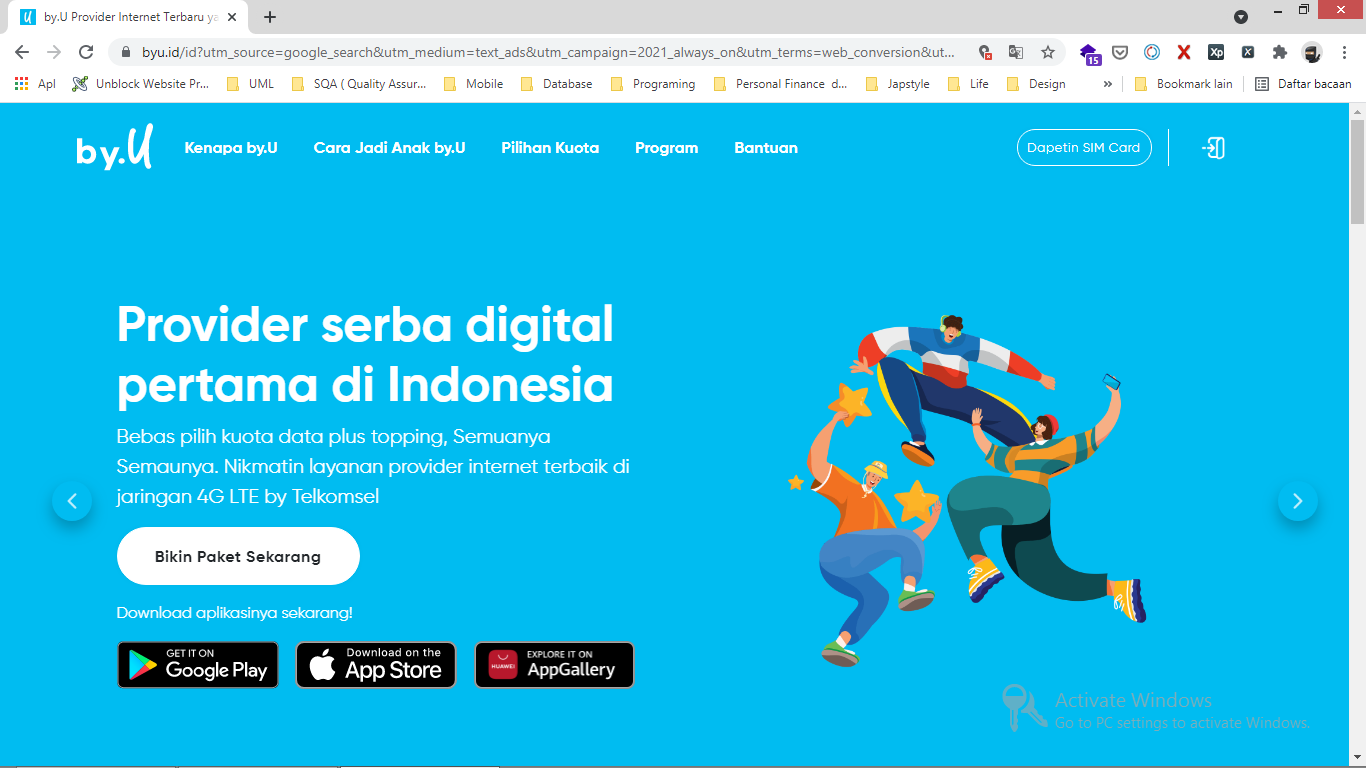 by.U Provider Internet Terbaru ya
byu.id/id?utm_source=google_search&utm_medium=text_ads&utm_campaign=2021_always_on&utm_terms=web_conversion&ut...
15
Xp
X
Apl
Unblock Website Pr...
UML
SQA ( Quality Assur...
Mobile
Database
Programing
Personal Finance d...
Japstyle
Life
Design
»
Bookmark lain
Daftar bacaan
by.U
Kenapa by.U
Cara Jadi Anak by.U
Pilihan Kuota
Program
Bantuan
Dapetin SIM Card
Provider serba digital
pertama di Indonesia
Bebas pilih kuota data plus topping, Semuanya
Semaunya. Nikmatin layanan provider internet terbaik di
jaringan 4G LTE by Telkomsel
Bikin Paket Sekarang
Download aplikasinya sekarang!
GET IT ON
Google Play
Download on the
App Store
HUAWEI
EXPLORE IT ON
AppGallery
Activate Windows
Go to PC settings to activate Windows.